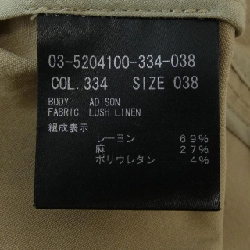 03-5204100-334-038
COL.334 SIZE 038
BODY AD SON
FABRIC LUSH LINEN
組成表示
レーヨン 69%
麻 27%
ポリウレタン 4%